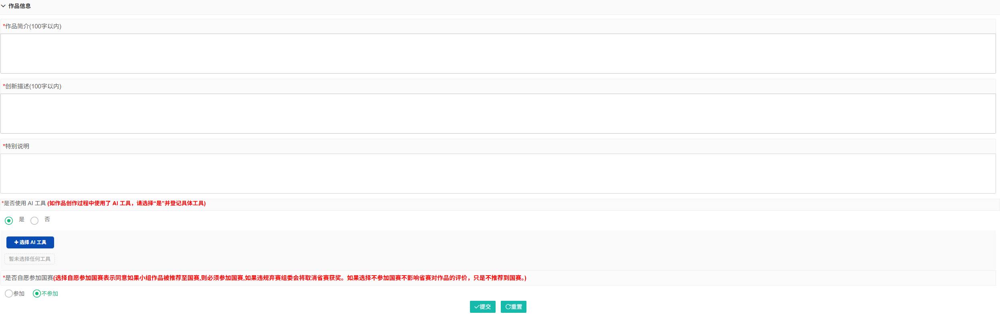 作品信息
*作品简介(100字以内)
*创新描述(100字以内)
*特别说明
*是否使用 AI 工具 (如作品创作过程中使用了 AI 工具，请选择“是”并登记具体工具)
是 否
选择 AI 工具
暂未选择任何工具
*是否自愿参加国赛(选择自愿参加国赛表示同意如果小组作品被推荐至国赛,则必须参加国赛,如果违规弃赛组委会将取消省赛获奖。如果选择不参加国赛不影响省赛对作品的评价，只是不推荐到国赛。)
参加 不参加
提交 重置